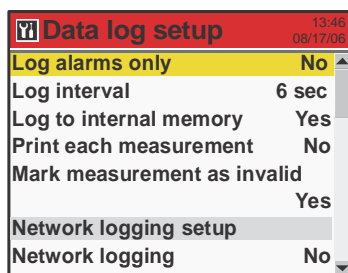 Data log setup 13:46
08/17/06
Log alarms only No
Log interval 6 sec
Log to internal memory Yes
Print each measurement No
Mark measurement as invalid
Yes
Network logging setup
Network logging No